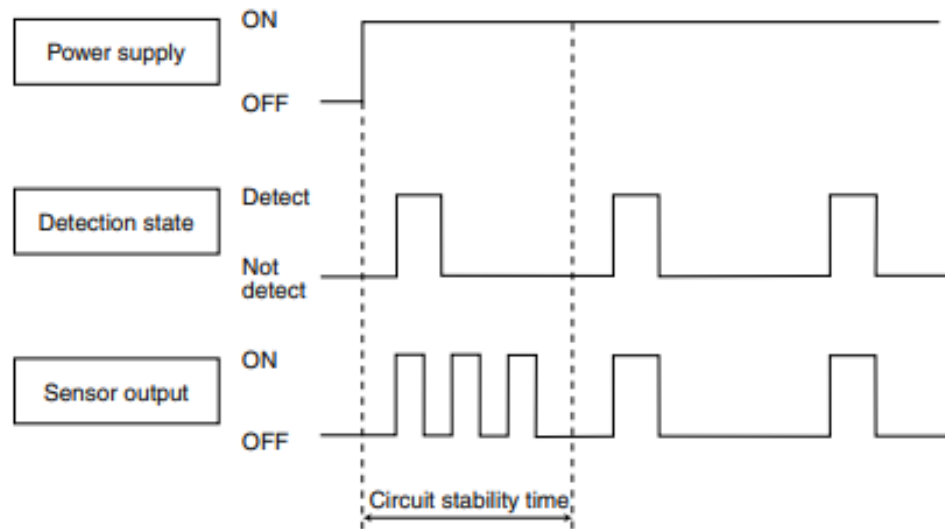 Power supply
ON
OFF
Detection state
Detect
Not
detect
Sensor output
ON
OFF
Circuit stability time